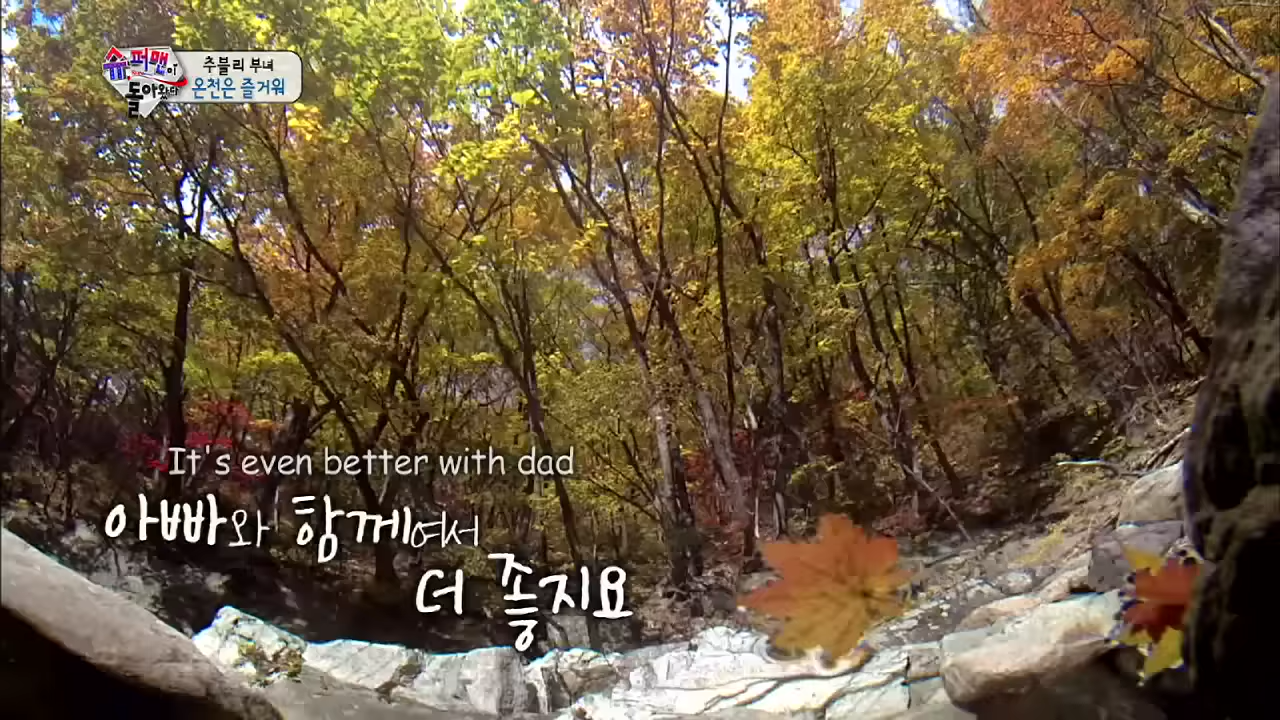 슈퍼맨이
돌아왔다
추블리 부녀
온천은 즐거워
It's even better with dad
아빠와 함께여서
더 좋지요